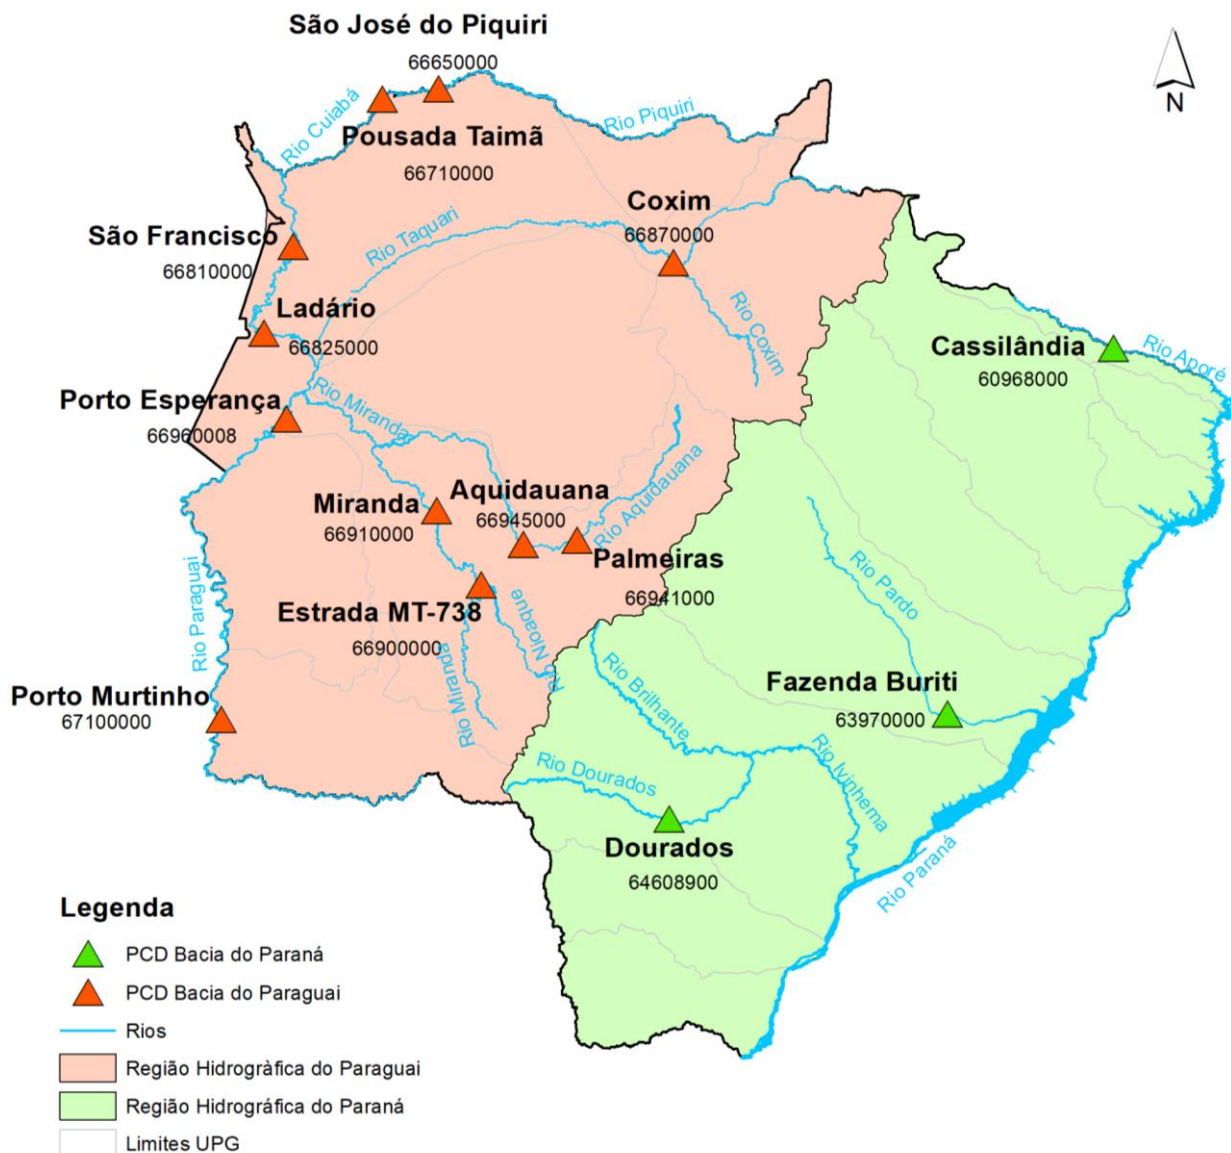 São José do Piquiri
66650000
N
Rio Cuiabá
Rio Piquiri
Pousada Taimã
66710000
Coxim
66870000
São Francisco
66810000
Rio Taquari
Ladário
66825000
Rio Coxim
Cassilândia
60968000
Rio Aporé
Porto Esperança
66960008
Rio Miranda
Miranda
66910000
Aquidauana
66945000
Rio Aquidauana
Palmeiras
66941000
Rio Paraguai
Estrada MT-738
66900000
Rio Nioaque
Rio Miranda
Rio Pardo
Porto Murtinho
67100000
Rio Brilhante
Fazenda Buriti
63970000
Rio Dourados
Rio Ivinhema
Dourados
64608900
Rio Paraná
Legenda
PCD Bacia do Paraná
PCD Bacia do Paraguai
Rios
Região Hidrogràfica do Paraguai
Região Hidrográfica do Paraná
Limites UPG